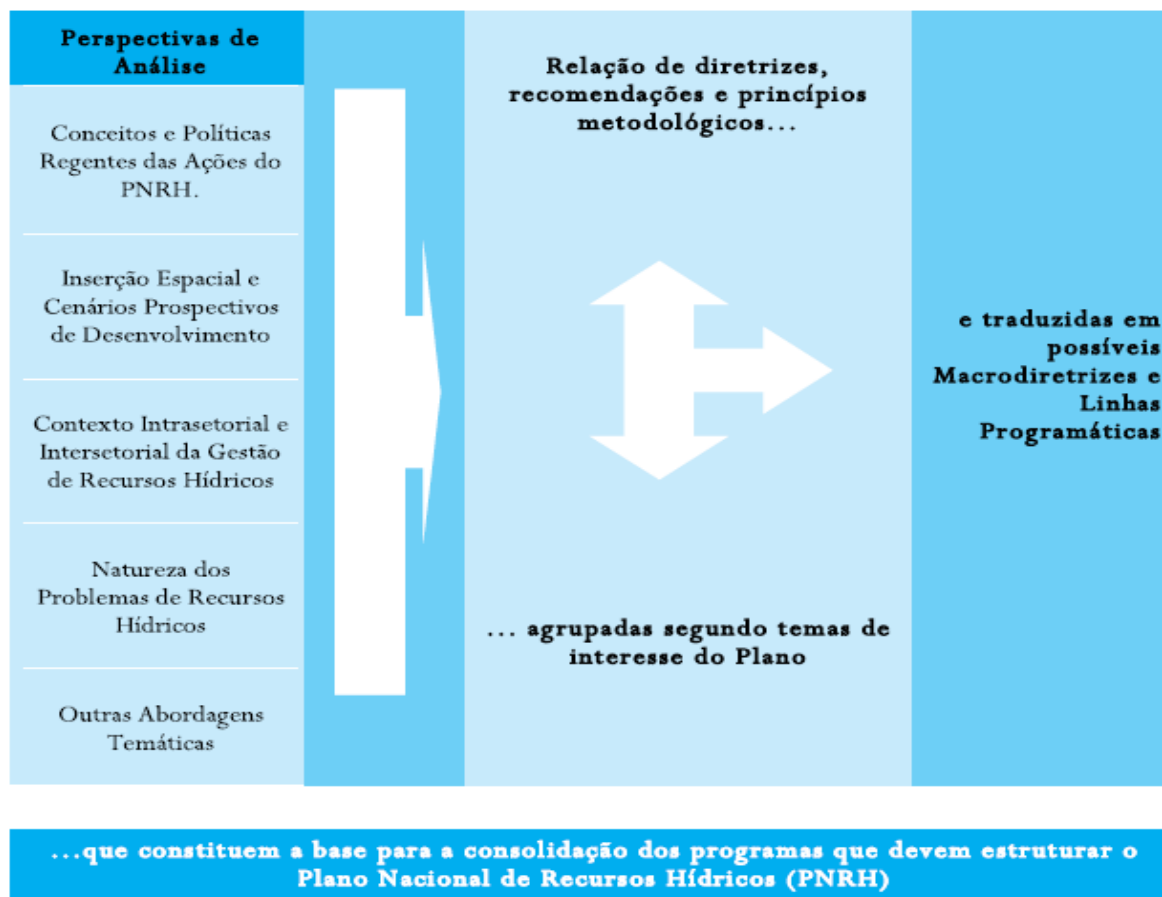 Perspectivas de
Análise
Conceitos e Políticas
Regentes das Ações do
PNRH.
Inserção Espacial e
Cenários Prospectivos
de Desenvolvimento
Contexto Intrasetorial e
Intersetorial da Gestão
de Recursos Hídricos
Natureza dos
Problemas de Recursos
Hídricos
Outras Abordagens
Temáticas
Relação de diretrizes,
recomendações e princípios
metodológicos...
... agrupadas segundo temas de
interesse do Plano
e traduzidas em
possíveis
Macrodiretrizes e
Linhas
Programáticas
...que constituem a base para a consolidação dos programas que devem estruturar o
Plano Nacional de Recursos Hídricos (PNRH)